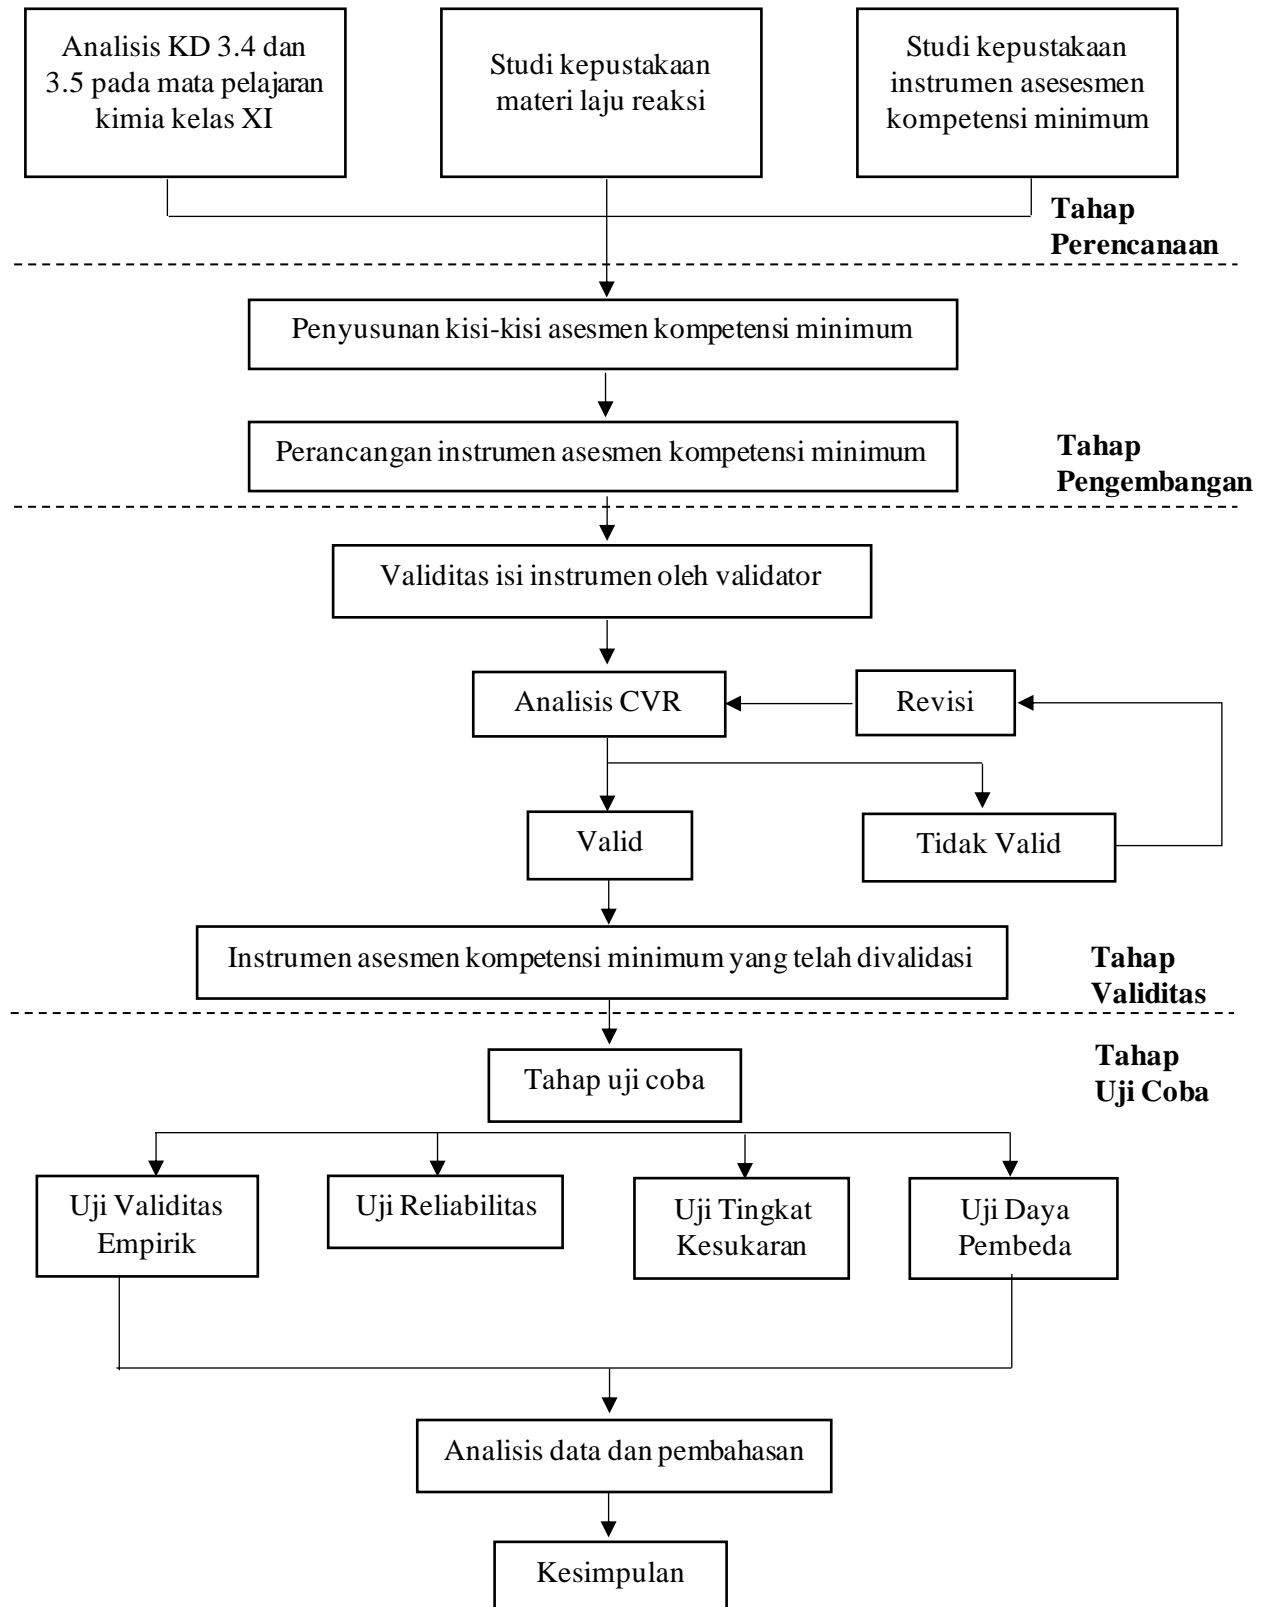 Analisis KD 3.4 dan
3.5 pada mata pelajaran
kimia kelas XI
Studi kepustakaan
materi laju reaksi
Studi kepustakaan
instrumen asesesmen
kompetensi minimum
Tahap
Perencanaan
Penyusunan kisi-kisi asesmen kompetensi minimum
Perancangan instrumen asesmen kompetensi minimum
Tahap
Pengembangan
Validitas isi instrumen oleh validator
Analisis CVR
Revisi
Valid
Tidak Valid
Instrumen asesmen kompetensi minimum yang telah divalidasi
Tahap
Validitas
Tahap uji coba
Tahap
Uji Coba
Uji Validitas
Empirik
Uji Reliabilitas
Uji Tingkat
Kesukaran
Uji Daya
Pembeda
Analisis data dan pembahasan
Kesimpulan